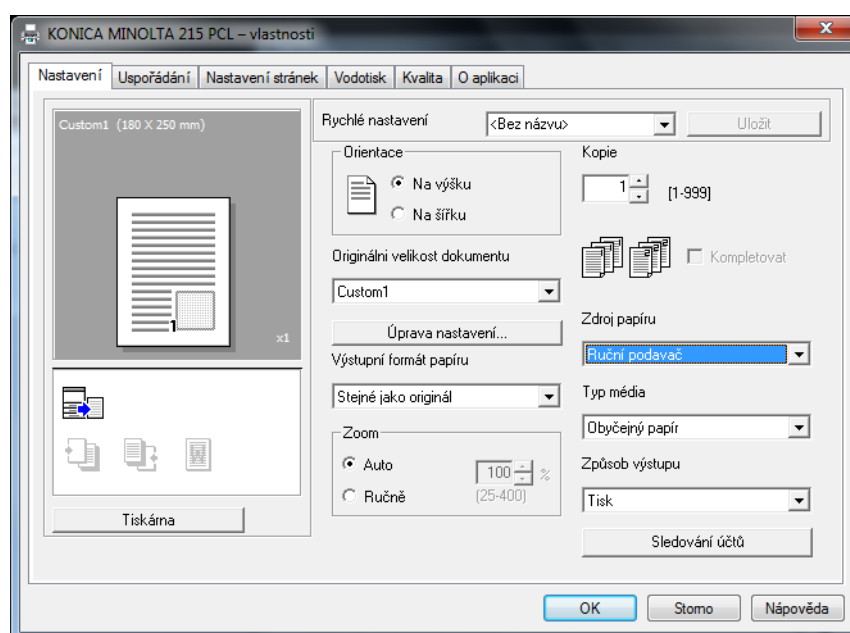 KONICA MINOLTA 215 PCL – vlastnosti
Nastavení Uspořádání Nastavení stránek Vodotisk Kvalita O aplikaci
Custom1 (180 X 250 mm)
1
x1
Tiskárna
Rychlé nastavení <Bez názvu> Uložit
Orientace
Na výšku
Na šířku
Originálni velikost dokumentu
Custom1
Úprava nastavení...
Výstupní formát papíru
Stejné jako originál
Zoom
Auto 100 %
Ručně (25-400)
Kopie
1 [1-999]
Kompletovat
Zdroj papíru
Ruční podavač
Typ média
Obyčejný papír
Způsob výstupu
Tisk
Sledování účtů
OK Storno Nápověda